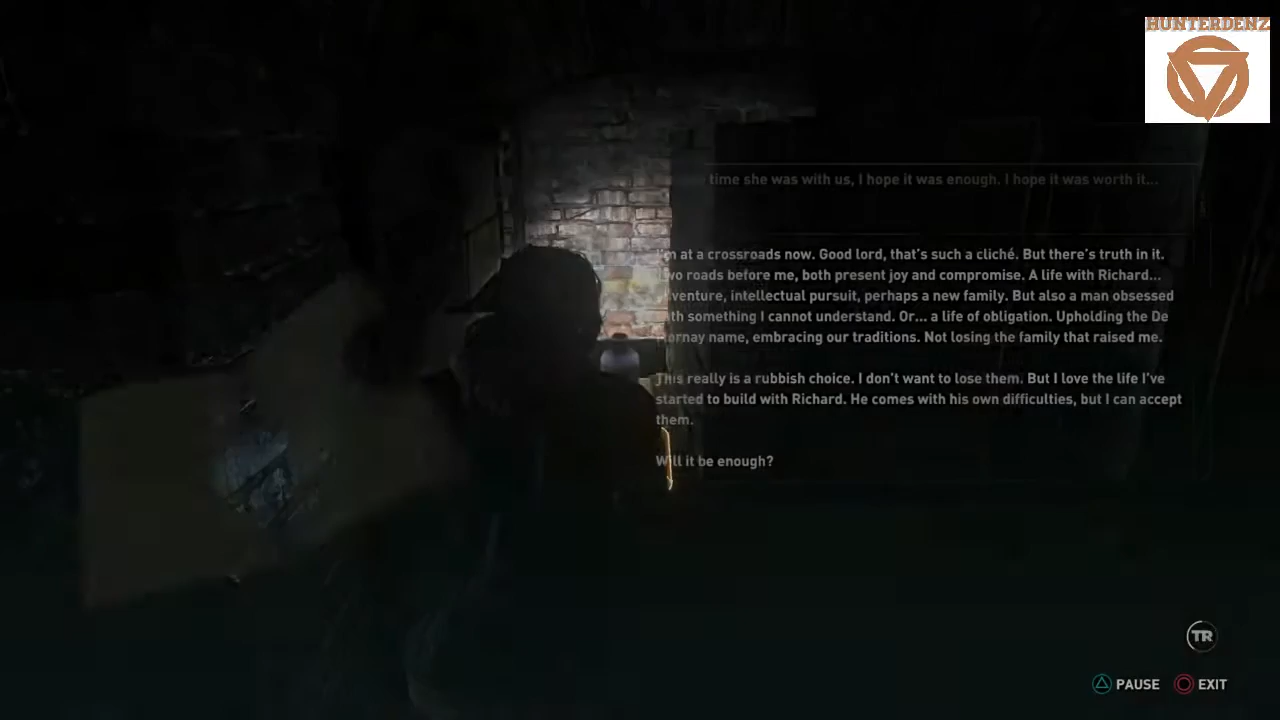 HUNTERDENZ
time she was with us, I hope it was enough. I hope it was worth it...
I'm at a crossroads now. Good lord, that's such a cliché. But there's truth in it.
Two roads before me, both present joy and compromise. A life with Richard...
venture, intellectual pursuit, perhaps a new family. But also a man obsessed
with something I cannot understand. Or... a life of obligation. Upholding the De
Mornay name, embracing our traditions. Not losing the family that raised me.
This really is a rubbish choice. I don't want to lose them. But I love the life I've
started to build with Richard. He comes with his own difficulties, but I can accept
them.
Will it be enough?
TR
PAUSE EXIT